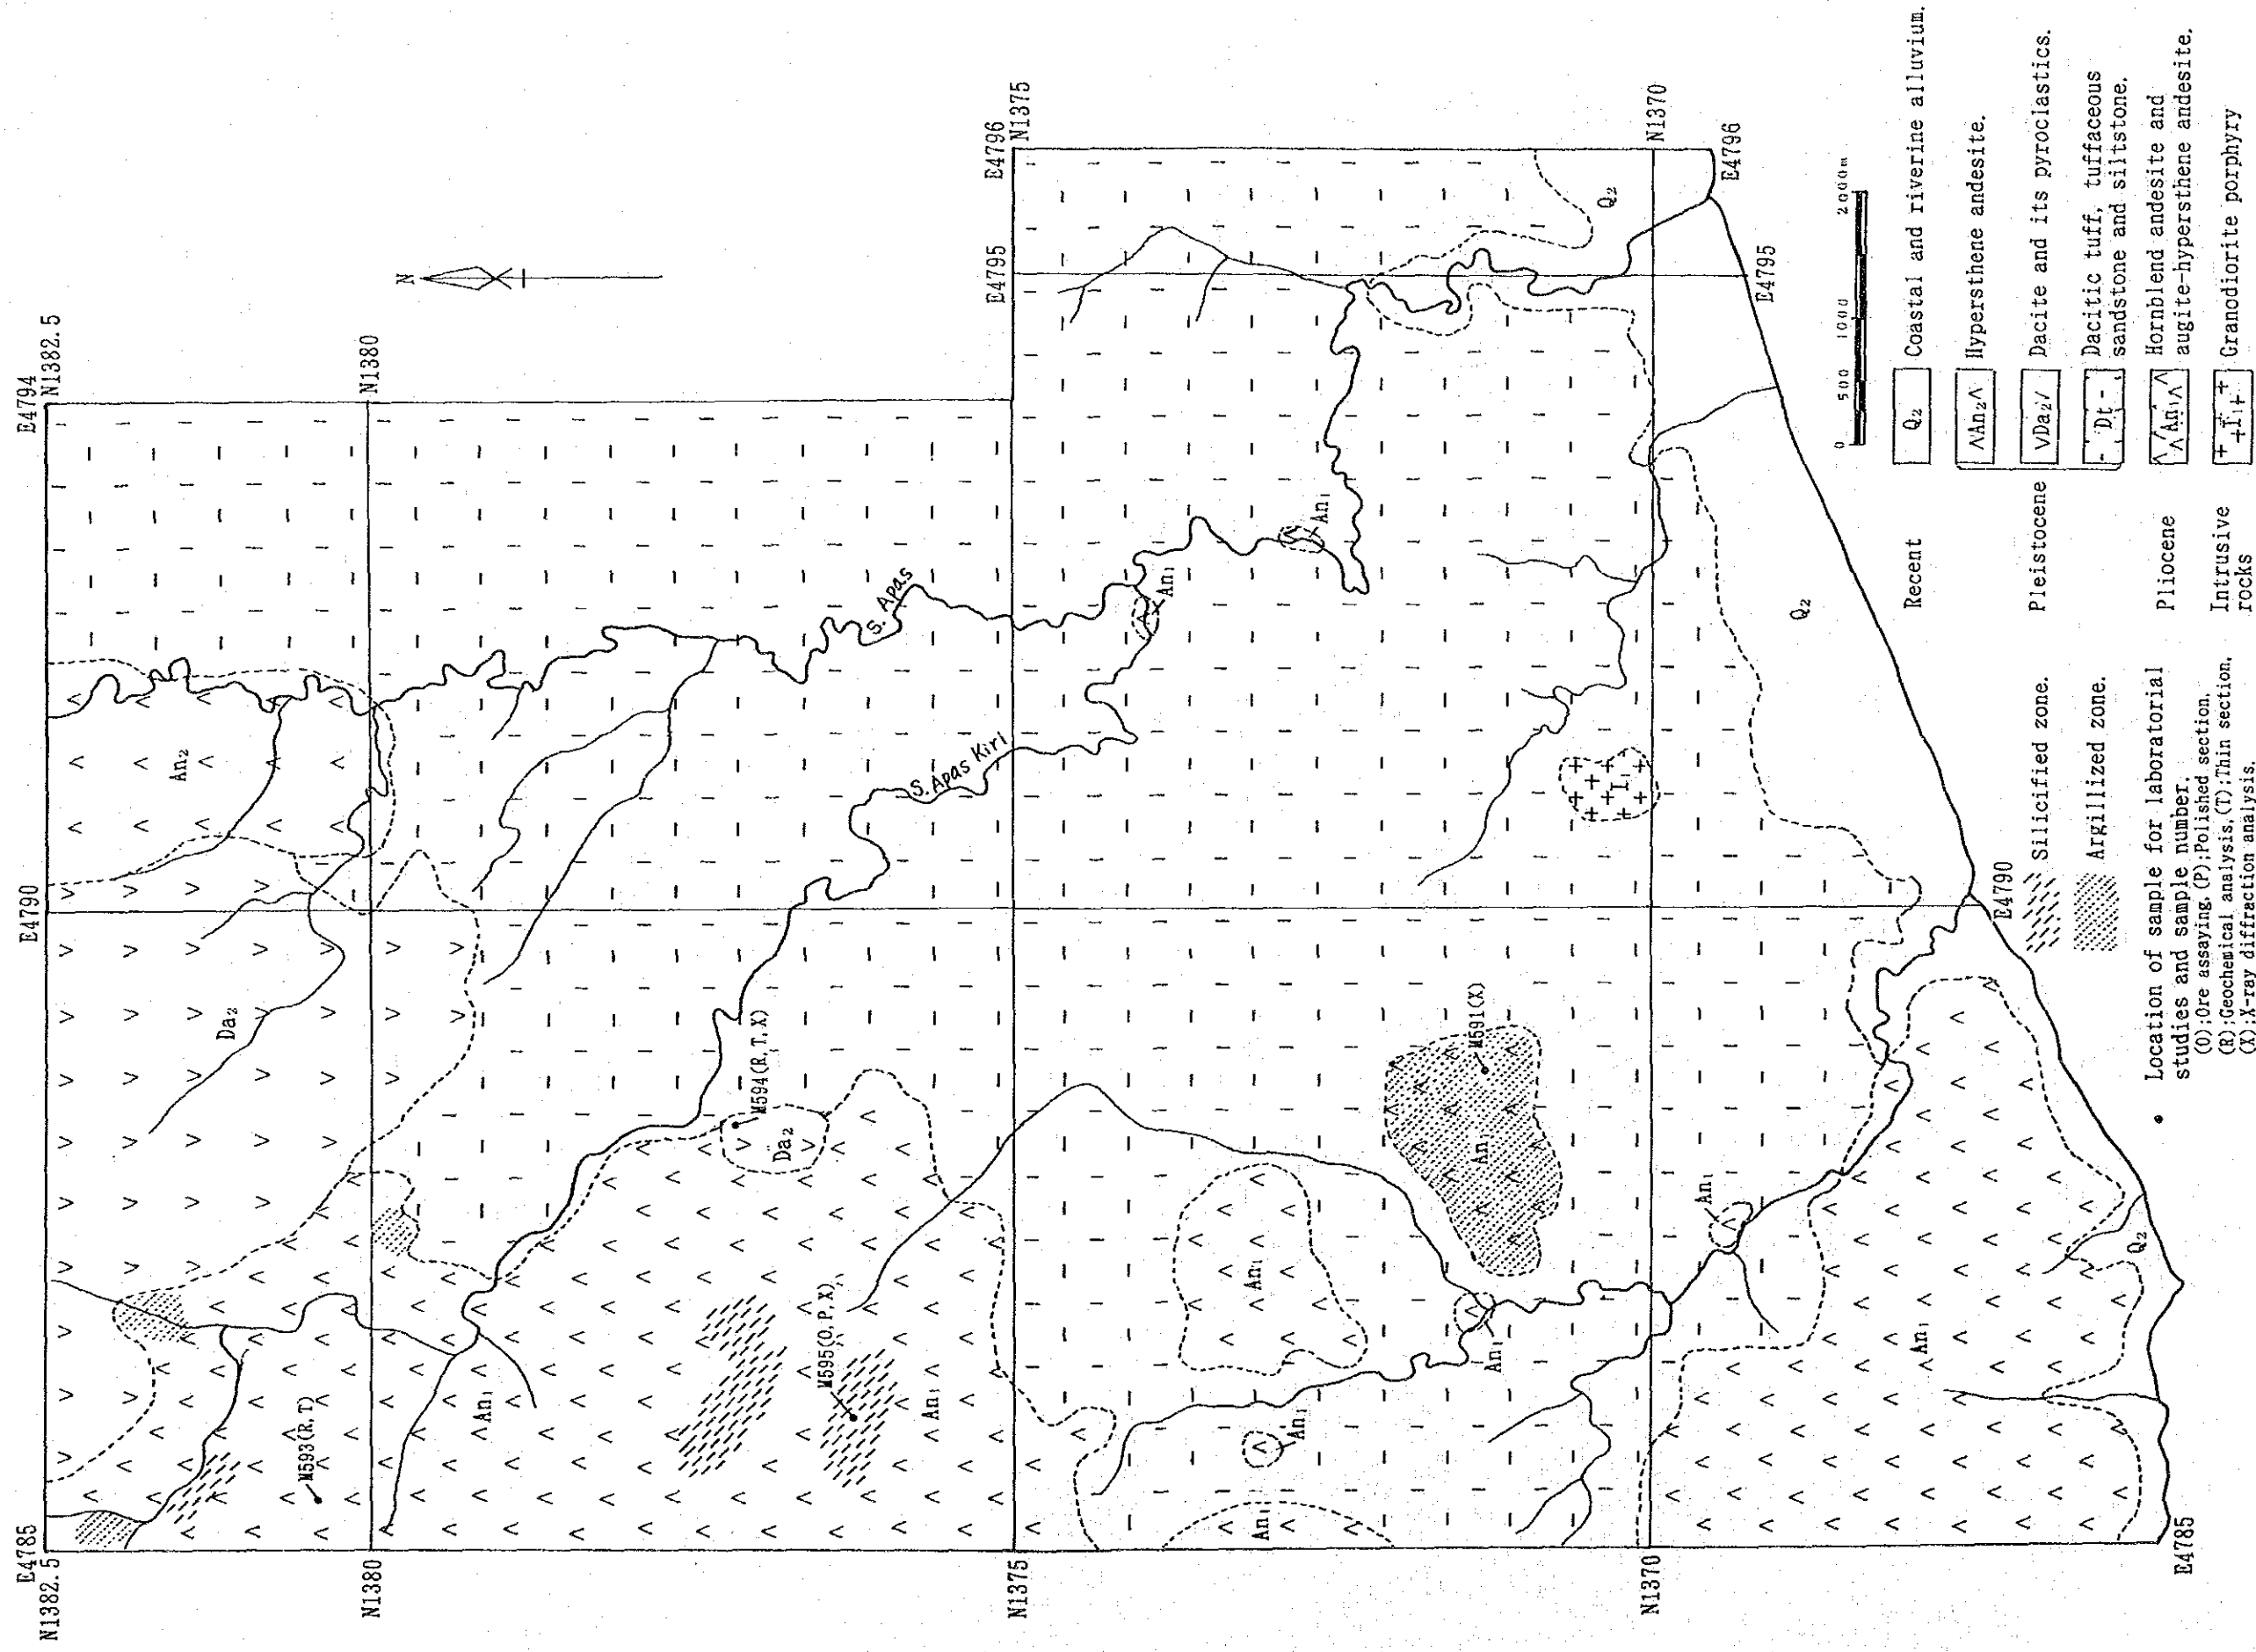 E4785
N1382.5
E4790
E4794
N1382.5
N
N1380
N1380
E4796
N1375
E4795
N1375
N1370
N1370
E4796
E4795
E4790
E4785
An2
Da2
S. Apas
S. Apas Kiri
An1
An1
M594(R,T,X)
Da2
M593(R,T)
An1
M595(O,P,X)
An1
An1
An1
An1
An1
An1
M591(X)
An1
An1
Q2
Q2
Q2
0 500 1000 2000m
Recent
Q2 Coastal and riverine alluvium.
Pleistocene
An2 Hypersthene andesite.
Da2 Dacite and its pyroclastics.
Dt Dacitic tuff, tuffaceous
sandstone and siltstone.
Pliocene
An1 Hornblend andesite and
augite-hypersthene andesite.
Intrusive
rocks
Granodiorite porphyry
Silicified zone.
Argillized zone.
Location of sample for laboratorial
studies and sample number.
(O):Ore assaying,(P):Polished section,
(R):Geochemical analysis,(T):Thin section,
(X):X-ray diffraction analysis.